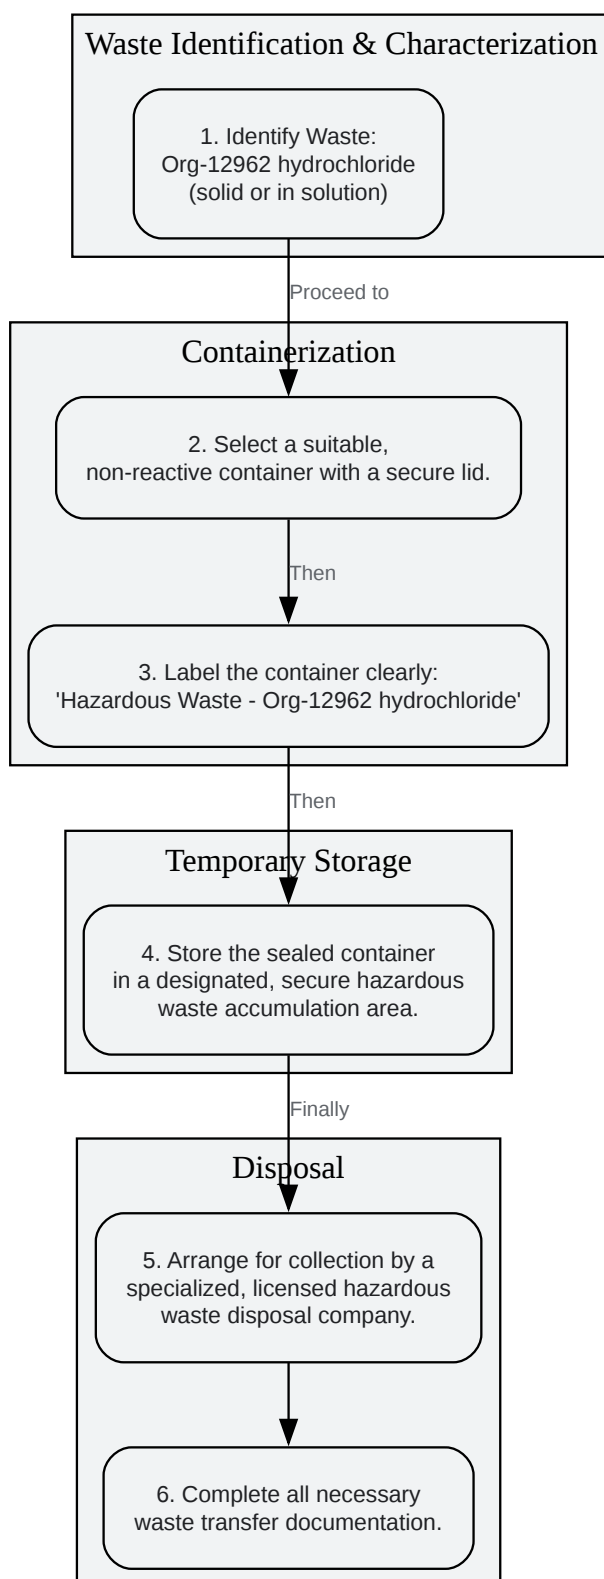 Waste Identification & Characterization
1. Identify Waste:
Org-12962 hydrochloride
(solid or in solution)
Proceed to
Containerization
2. Select a suitable,
non-reactive container with a secure lid.
Then
3. Label the container clearly:
'Hazardous Waste - Org-12962 hydrochloride'
Then
Temporary Storage
4. Store the sealed container
in a designated, secure hazardous
waste accumulation area.
Finally
Disposal
5. Arrange for collection by a
specialized, licensed hazardous
waste disposal company.
6. Complete all necessary
waste transfer documentation.